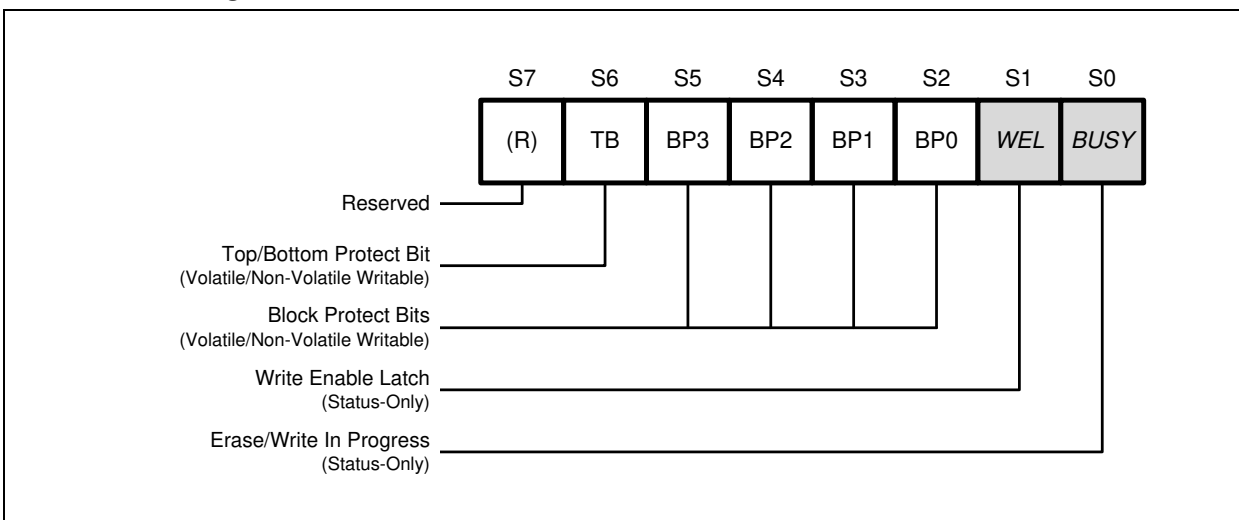 S7 S6 S5 S4 S3 S2 S1 S0
(R) TB BP3 BP2 BP1 BP0 WEL BUSY
Reserved
Top/Bottom Protect Bit
(Volatile/Non-Volatile Writable)
Block Protect Bits
(Volatile/Non-Volatile Writable)
Write Enable Latch
(Status-Only)
Erase/Write In Progress
(Status-Only)